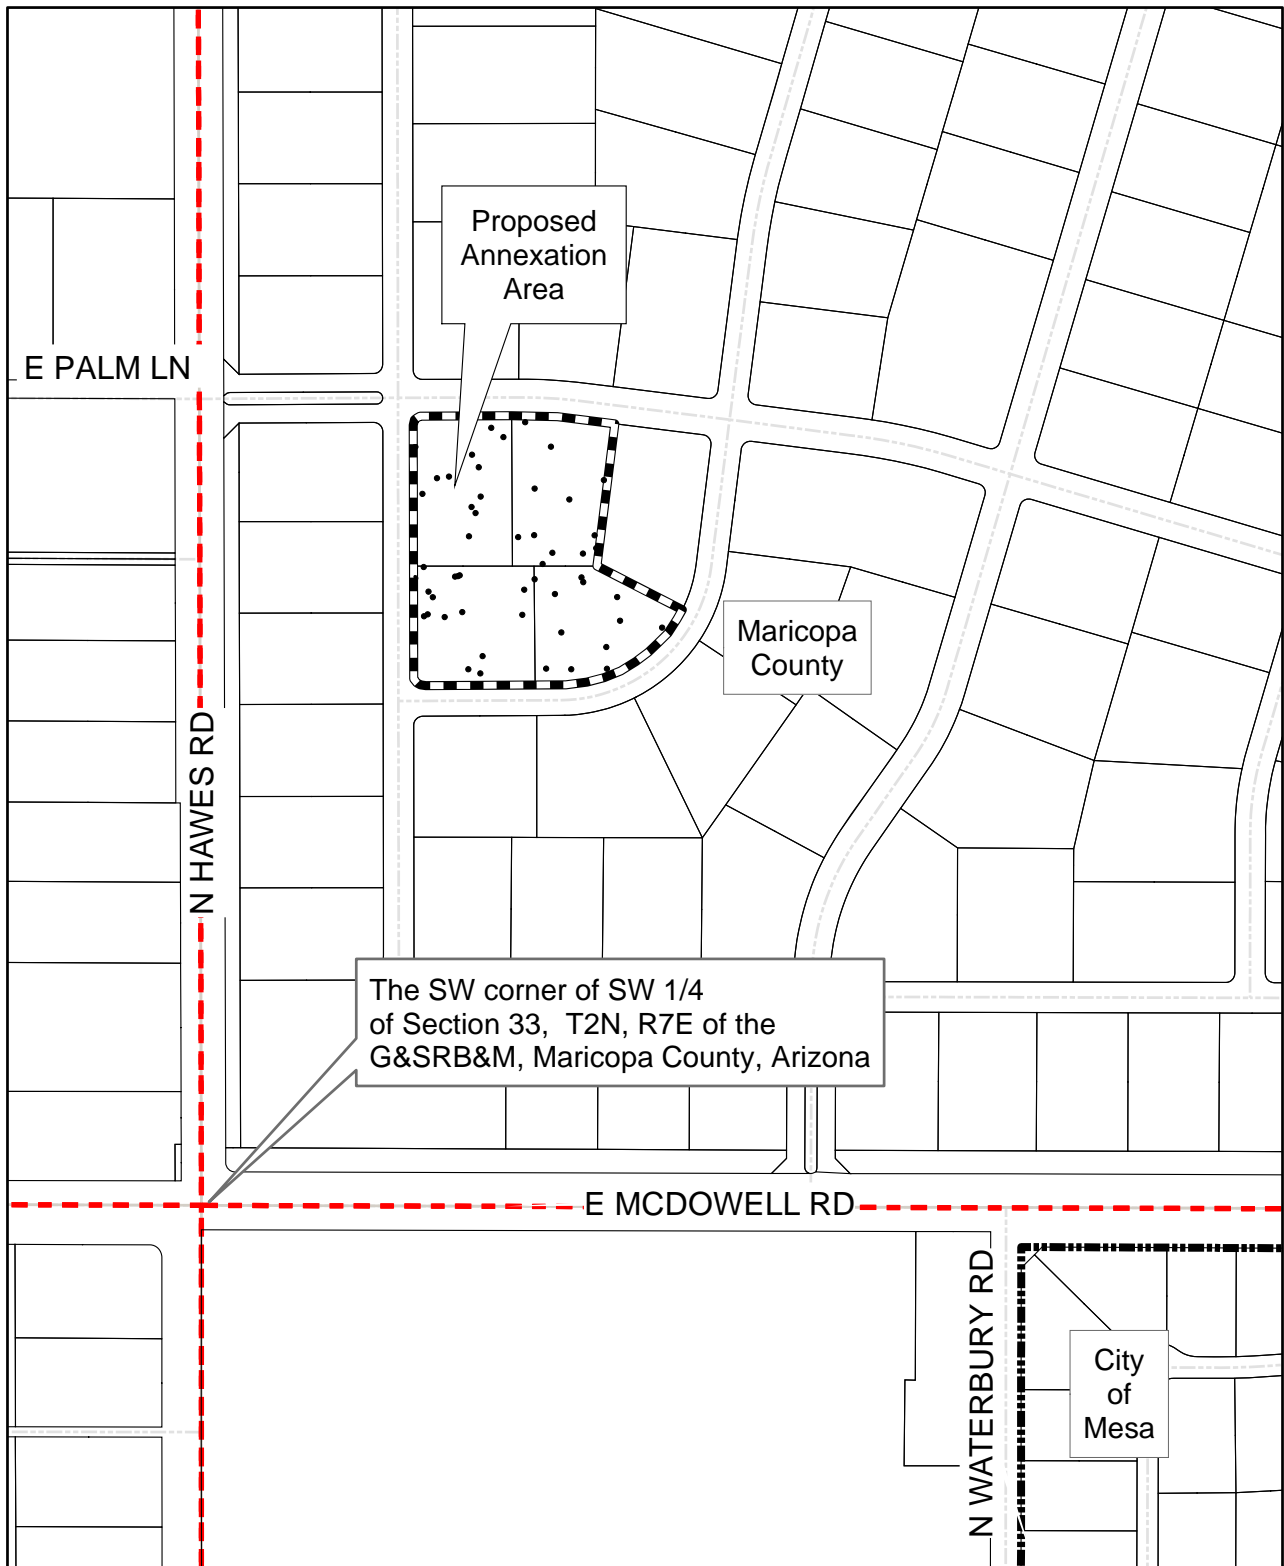 Proposed
Annexation
Area
E PALM LN
Maricopa
County
N HAWES RD
The SW corner of SW 1/4
of Section 33, T2N, R7E of the
G&SRB&M, Maricopa County, Arizona
E MCDOWELL RD
N WATERBURY RD
City
of
Mesa